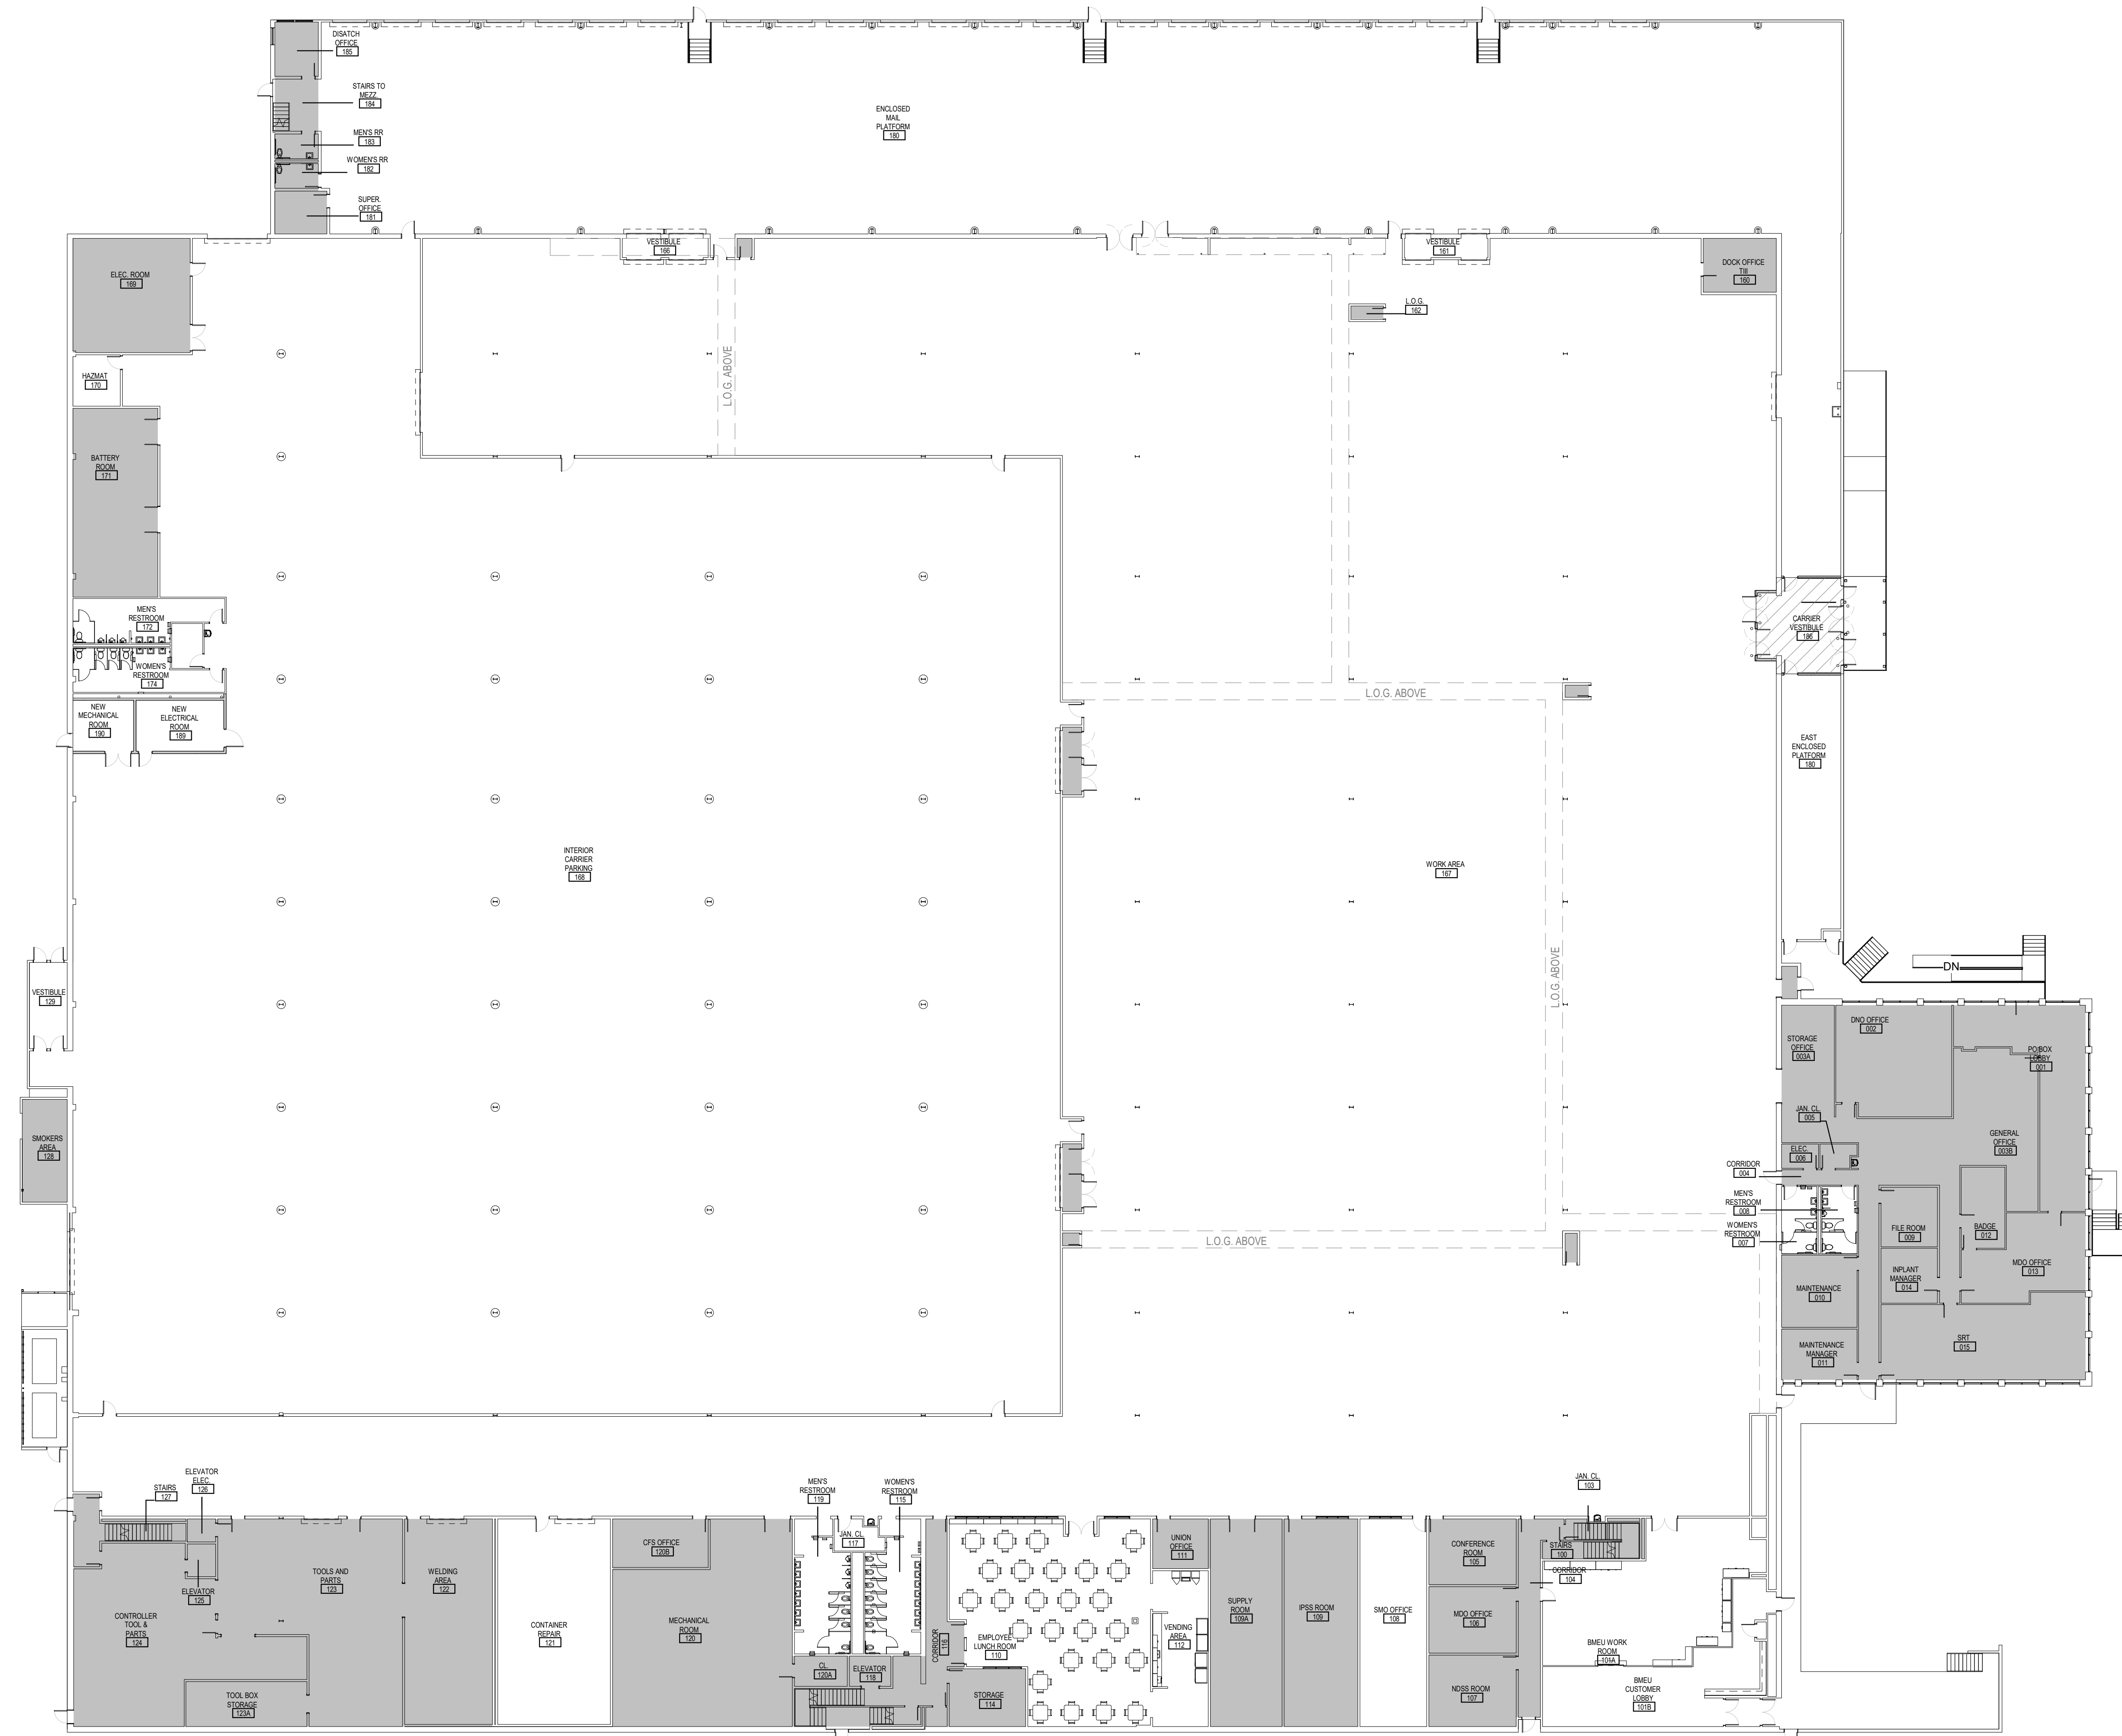 DISATCH
OFFICE
185
STAIRS TO
MEZZ.
184
MEN'S RR
183
WOMEN'S RR
182
SUPER.
OFFICE
181
ENCLOSED
MAIL
PLATFORM
180
VESTIBULE
166
VESTIBULE
161
DOCK OFFICE
TIII
160
L.O.G.
162
ELEC. ROOM
169
HAZMAT
170
L.O.G. ABOVE
BATTERY
ROOM
171
MEN'S
RESTROOM
172
WOMEN'S
RESTROOM
174
NEW
MECHANICAL
ROOM
190
NEW
ELECTRICAL
ROOM
189
CARRIER
VESTIBULE
186
L.O.G. ABOVE
EAST
ENCLOSED
PLATFORM
180
INTERIOR
CARRIER
PARKING
168
WORK AREA
167
L.O.G. ABOVE
DN
VESTIBULE
129
SMOKERS
AREA
128
L.O.G. ABOVE
STORAGE
OFFICE
003A
DNO OFFICE
002
PO BOX
LOBBY
001
JAN. CL.
005
GENERAL
OFFICE
003B
ELEC.
006
CORRIDOR
004
MEN'S
RESTROOM
008
WOMEN'S
RESTROOM
007
FILE ROOM
009
BADGE
012
MDO OFFICE
013
INPLANT
MANAGER
014
MAINTENANCE
010
MAINTENANCE
MANAGER
011
SRT
015
STAIRS
127
ELEVATOR
ELEC.
126
ELEVATOR
125
CONTROLLER
TOOL &
PARTS
124
TOOLS AND
PARTS
123
TOOL BOX
STORAGE
123A
WELDING
AREA
122
CONTAINER
REPAIR
121
CFS OFFICE
120B
MECHANICAL
ROOM
120
MEN'S
RESTROOM
119
WOMEN'S
RESTROOM
115
JAN. CL.
117
CL.
120A
ELEVATOR
118
CORRIDOR
116
STORAGE
114
EMPLOYEE
LUNCH ROOM
110
UNION
OFFICE
111
VENDING
AREA
112
SUPPLY
ROOM
109A
IPSS ROOM
109
SMO OFFICE
108
CONFERENCE
ROOM
105
MDO OFFICE
106
NDSS ROOM
107
JAN. CL.
103
STAIRS
100
CORRIDOR
104
BMEU WORK
ROOM
101A
BMEU
CUSTOMER
LOBBY
101B